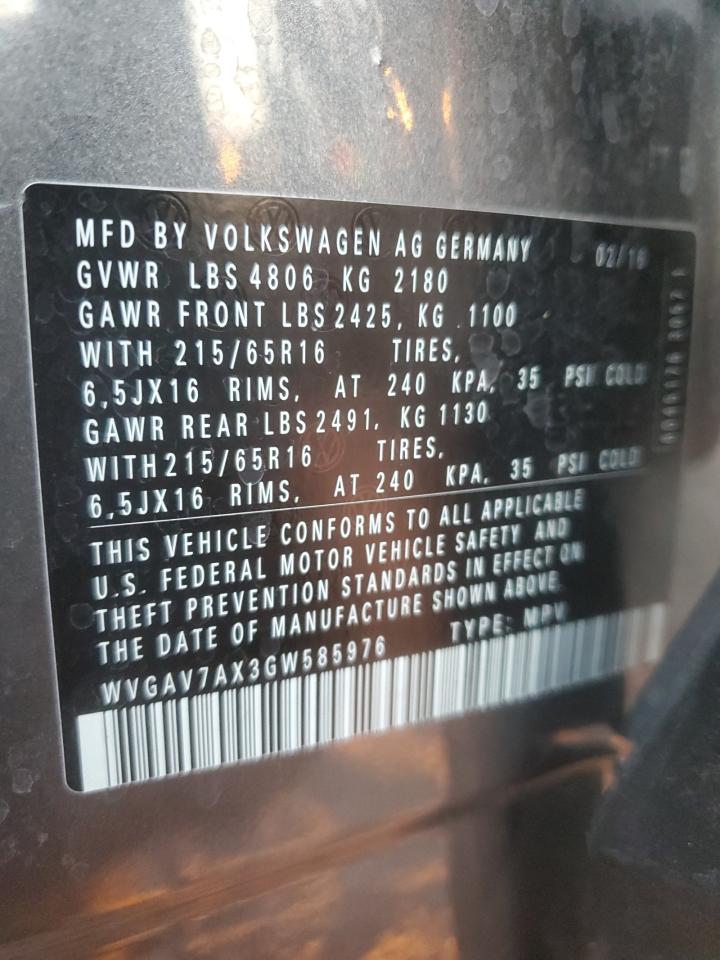 MFD BY VOLKSWAGEN AG GERMANY 02/16
GVWR LBS 4806 KG 2180
GAWR FRONT LBS 2425, KG 1100
WITH 215/65R16 TIRES,
6,5JX16 RIMS, AT 240 KPA, 35 PSI COLD
GAWR REAR LBS 2491, KG 1130
WITH 215/65R16 TIRES,
6,5JX16 RIMS, AT 240 KPA, 35 PSI COLD
THIS VEHICLE CONFORMS TO ALL APPLICABLE
U.S. FEDERAL MOTOR VEHICLE SAFETY AND
THEFT PREVENTION STANDARDS IN EFFECT ON
THE DATE OF MANUFACTURE SHOWN ABOVE.
WVGAV7AX3GW585976 TYPE: MPV